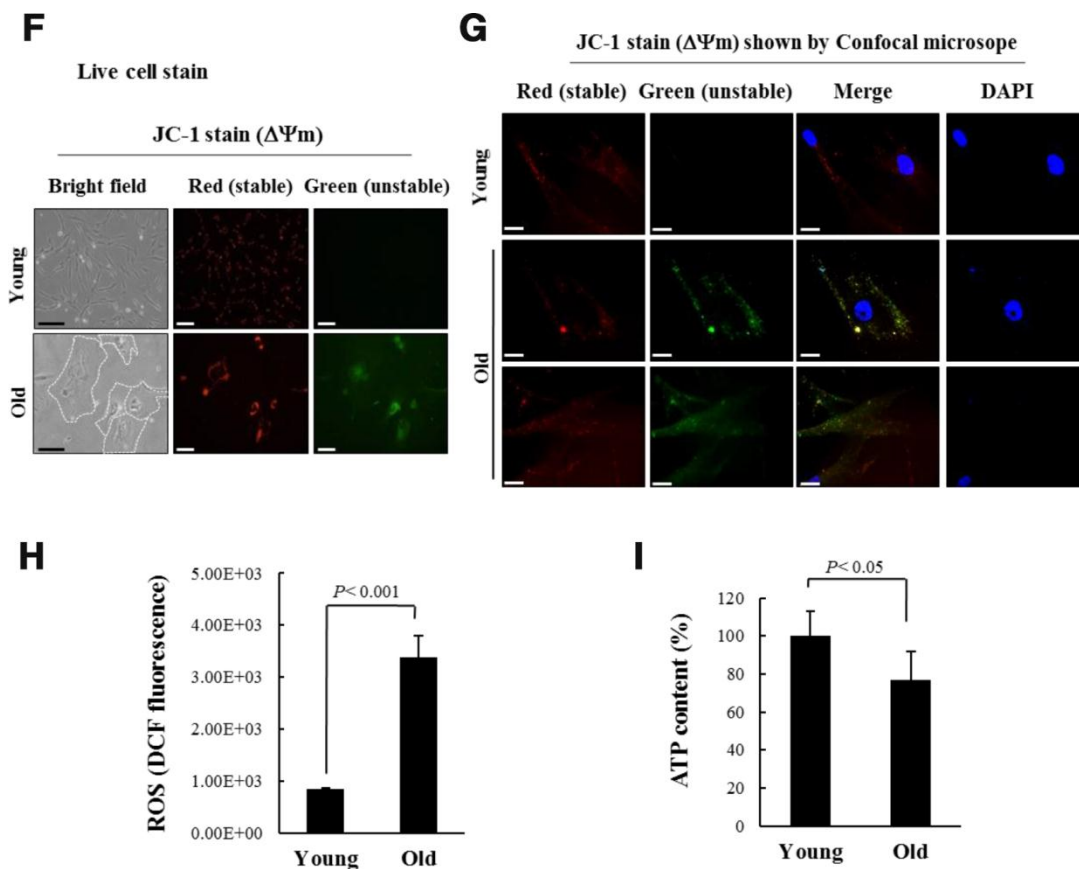 F
Live cell stain
JC-1 stain (ΔΨm)
Bright field Red (stable) Green (unstable)
Young
Old
G
JC-1 stain (ΔΨm) shown by Confocal microsope
Red (stable) Green (unstable) Merge DAPI
Young
Old
H
ROS (DCF fluorescence)
5.00E+03
4.00E+03
3.00E+03
2.00E+03
1.00E+03
0.00E+00
P< 0.001
Young Old
I
ATP content (%)
120
100
80
60
40
20
0
P< 0.05
Young Old